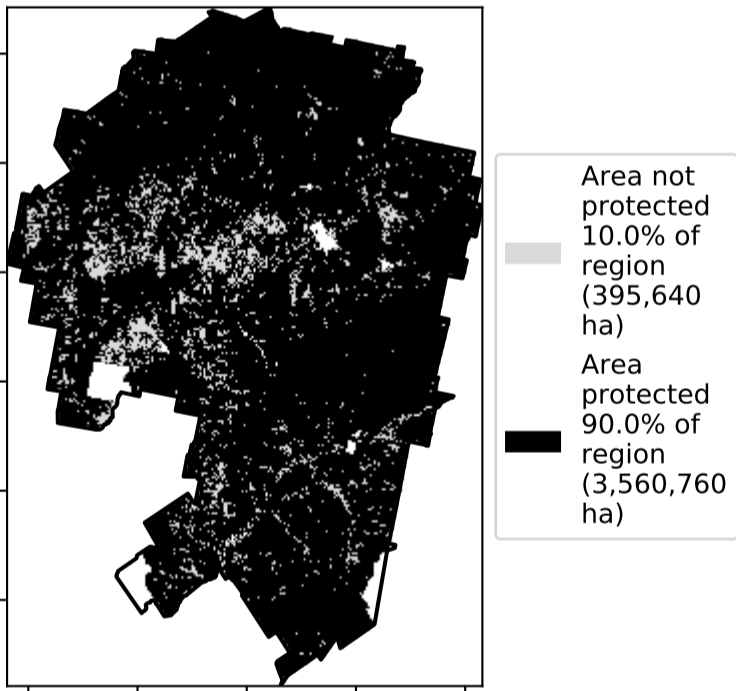 Area not
protected
10.0% of
region
(395,640
ha)
Area
protected
90.0% of
region
(3,560,760
ha)